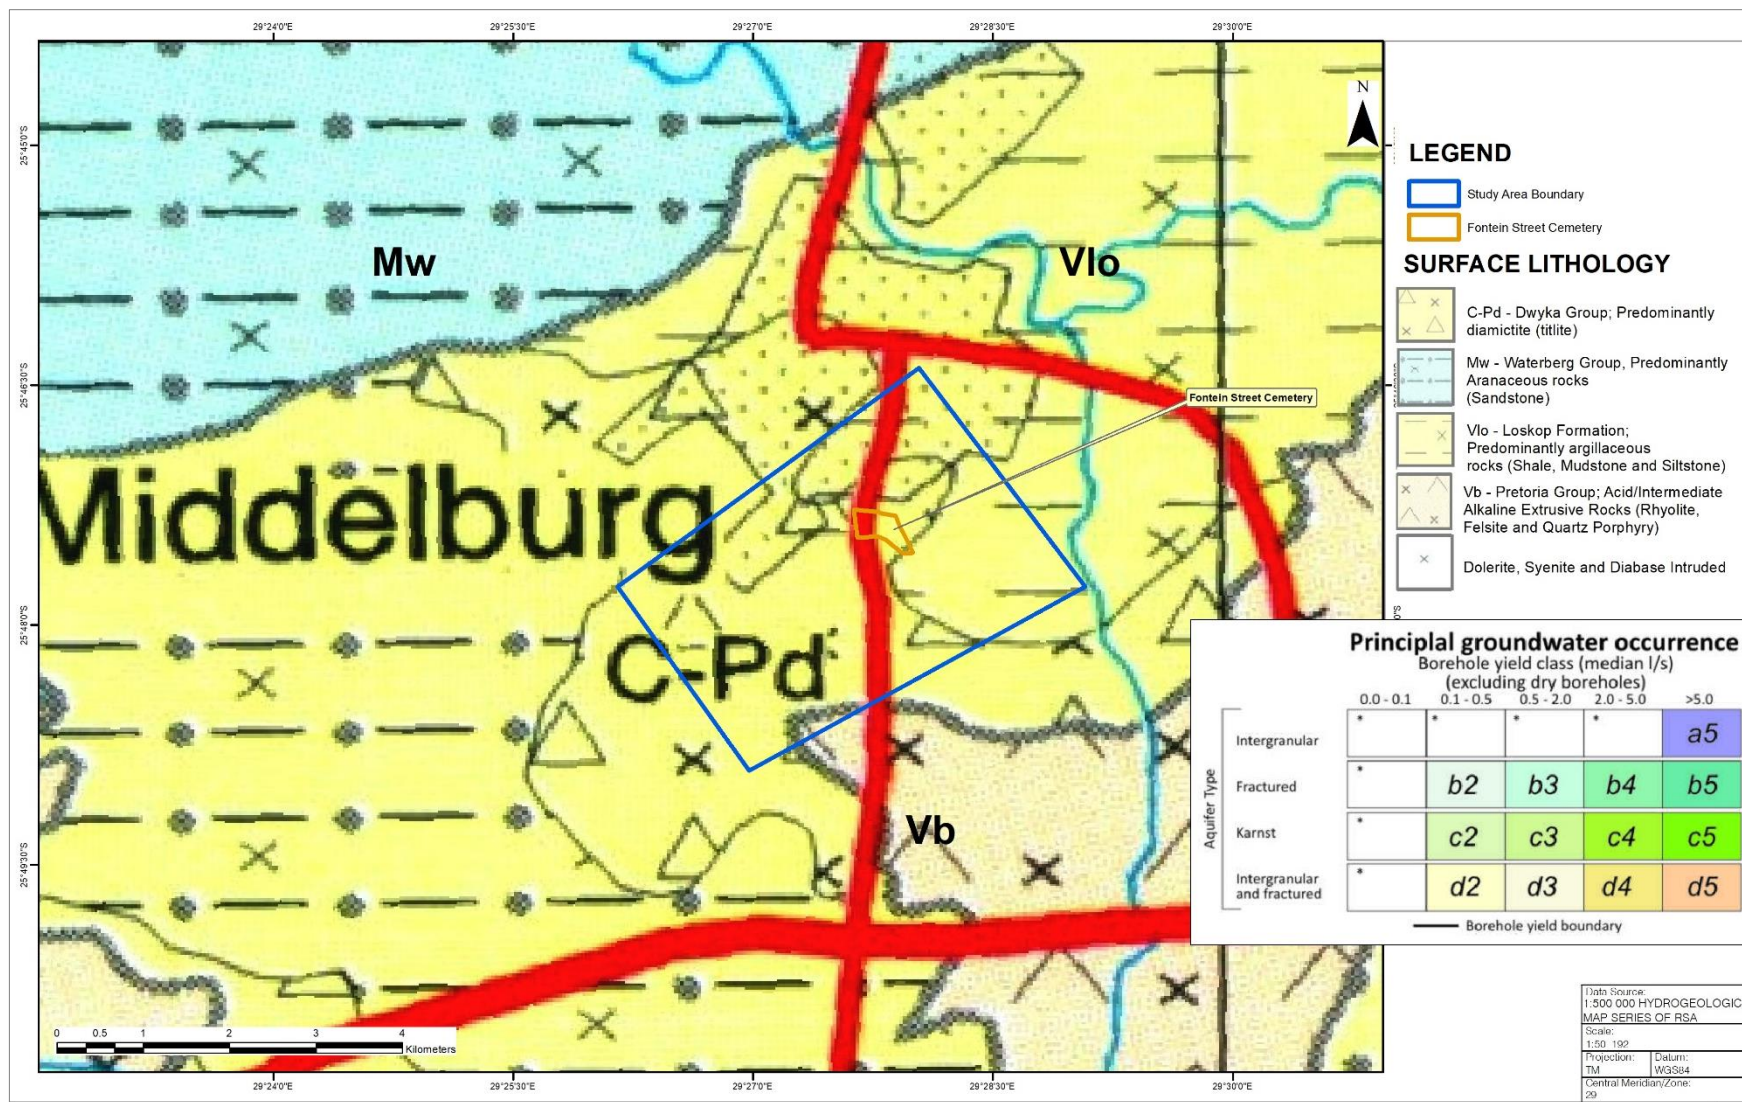 29°24'0"E
29°25'30"E
29°27'0"E
29°28'30"E
29°30'0"E
25°45'0"S
25°46'30"S
25°48'0"S
25°49'30"S
N
Mw
Vlo
Fontein Street Cemetery
Middelburg
C-Pd
Vb
0 0.5 1 2 3 4
Kilometers
29°24'0"E
29°25'30"E
29°27'0"E
29°28'30"E
29°30'0"E
LEGEND
Study Area Boundary
Fontein Street Cemetery
SURFACE LITHOLOGY
C-Pd - Dwyka Group; Predominantly
diamictite (titlite)
Mw - Waterberg Group, Predominantly
Aranaceous rocks
(Sandstone)
Vlo - Loskop Formation;
Predominantly argillaceous
rocks (Shale, Mudstone and Siltstone)
Vb - Pretoria Group; Acid/Intermediate
Alkaline Extrusive Rocks (Rhyolite,
Felsite and Quartz Porphyry)
Dolerite, Syenite and Diabase Intruded
Principlal groundwater occurrence
Borehole yield class (median l/s)
(excluding dry boreholes)
0.0 - 0.1 0.1 - 0.5 0.5 - 2.0 2.0 - 5.0 >5.0
Aquifer Type
Intergranular * * * * a5
Fractured * b2 b3 b4 b5
Karnst * c2 c3 c4 c5
Intergranular
and fractured * d2 d3 d4 d5
Borehole yield boundary
Data Source:
1:500 000 HYDROGEOLOGIC
MAP SERIES OF RSA
Scale:
1:50 192
Projection: Datum:
TM WGS84
Central Meridian/Zone:
29